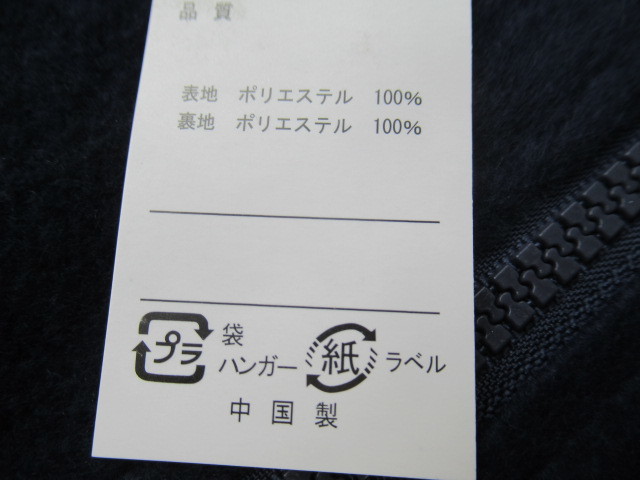 品質
表地 ポリエステル 100%
裏地 ポリエステル 100%
プラ 袋 ハンガー
紙 ラベル
中国製